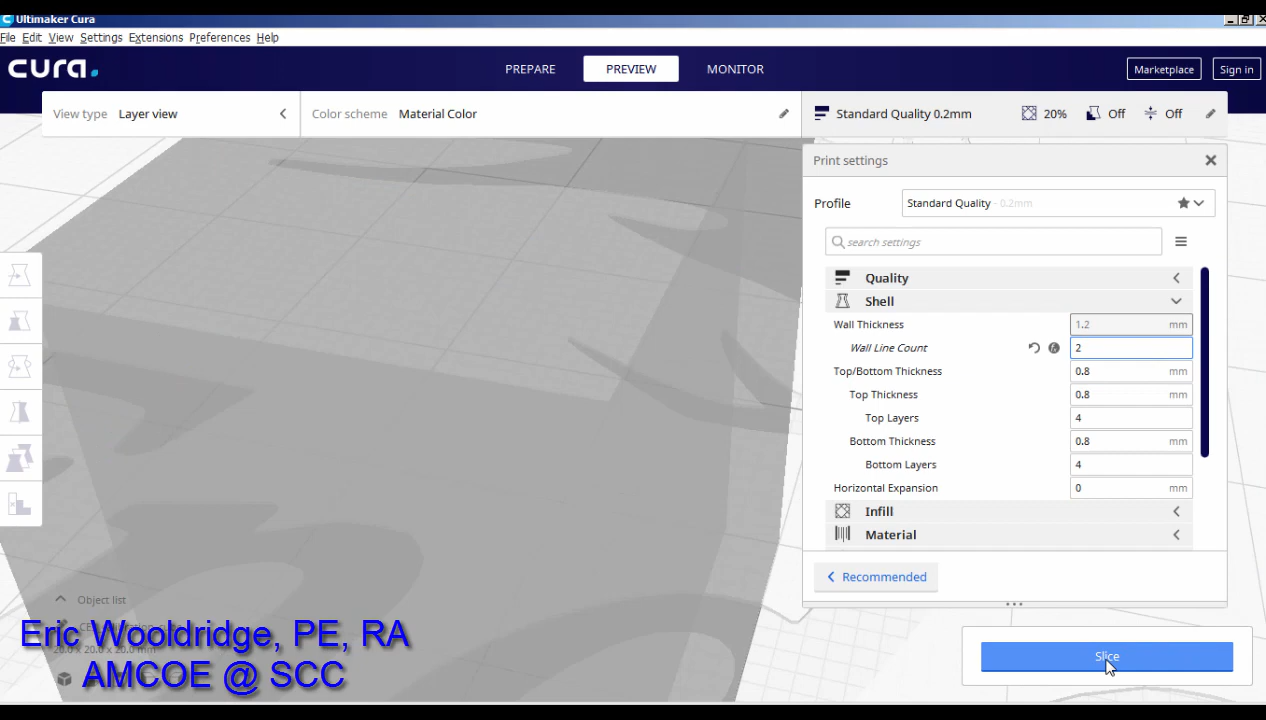 Ultimaker Cura
File Edit View Settings Extensions Preferences Help
cura.
PREPARE PREVIEW MONITOR
Marketplace Sign in
View type Layer view
Color scheme Material Color
Standard Quality 0.2mm 20% Off Off
Print settings
Profile Standard Quality - 0.2mm
search settings
Quality
Shell
Wall Thickness 1.2 mm
Wall Line Count 2
Top/Bottom Thickness 0.8 mm
Top Thickness 0.8 mm
Top Layers 4
Bottom Thickness 0.8 mm
Bottom Layers 4
Horizontal Expansion 0 mm
Infill
Material
Recommended
Object list
Eric Wooldridge, PE, RA
20.0 x 20.0 x 20.0 mm
AMCOE @ SCC
Slice